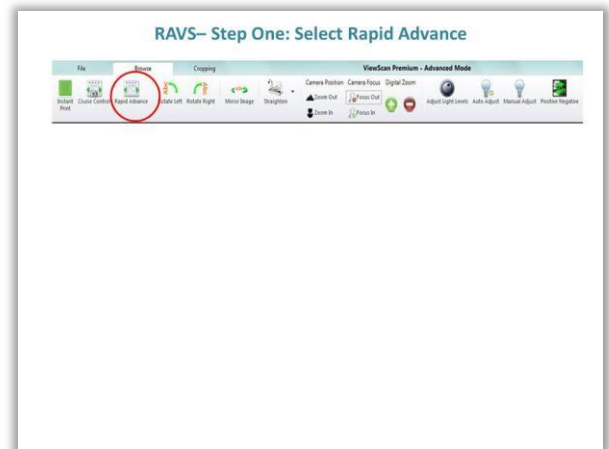 RAVS– Step One: Select Rapid Advance
File Browse Cropping ViewScan Premium - Advanced Mode
Camera Position Camera Focus Digital Zoom
Zoom Out Focus Out
Instant Print Cruise Control Rapid Advance Rotate Left Rotate Right Mirror Image Straighten Adjust Light Levels Auto Adjust Manual Adjust Positive Negative
Zoom In Focus In